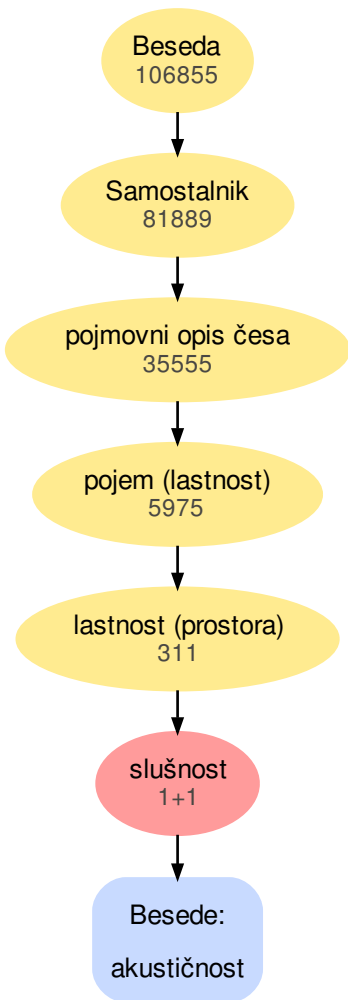 Beseda
106855
Samostalnik
81889
pojmovni opis česa
35555
pojem (lastnost)
5975
lastnost (prostora)
311
slušnost
1+1
Besede:
akustičnost